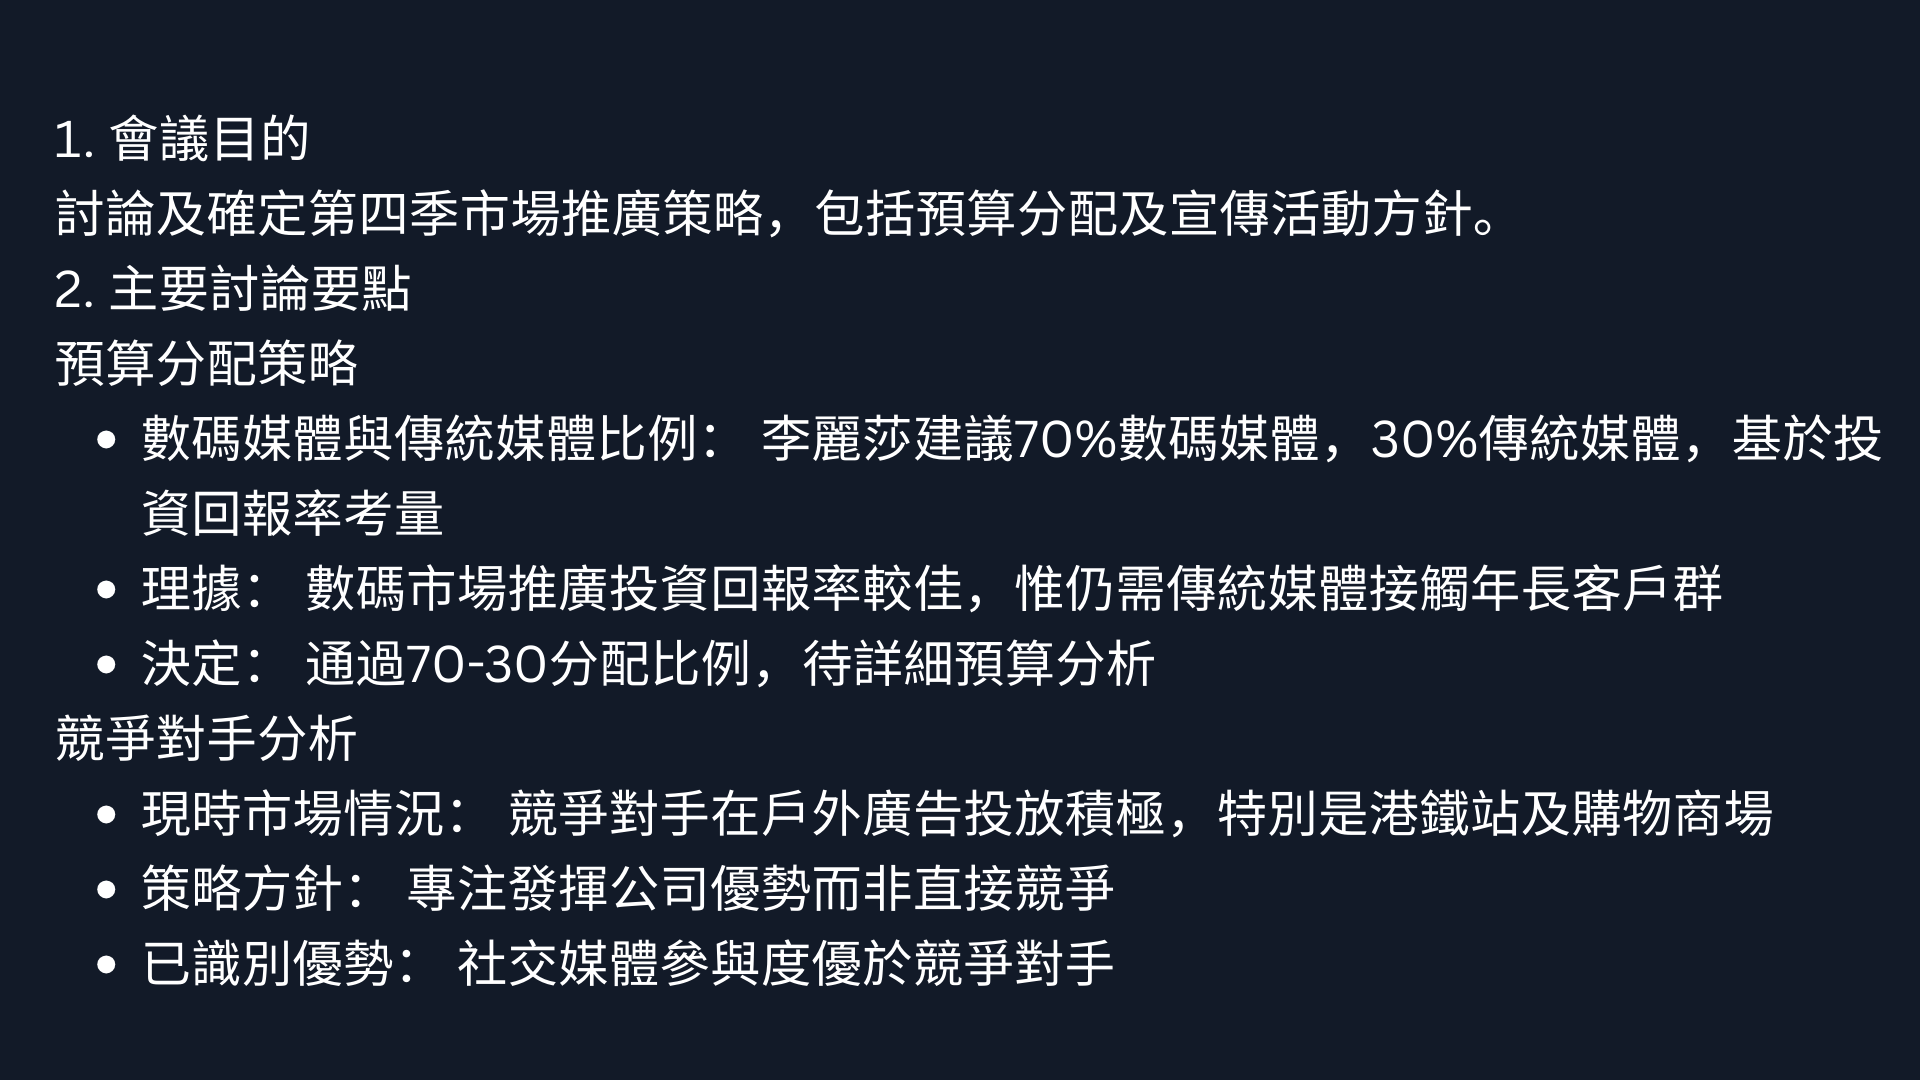 1. 會議目的
討論及確定第四季市場推廣策略，包括預算分配及宣傳活動方針。
2. 主要討論要點
預算分配策略
• 數碼媒體與傳統媒體比例： 李麗莎建議70%數碼媒體，30%傳統媒體，基於投
資回報率考量
• 理據： 數碼市場推廣投資回報率較佳，惟仍需傳統媒體接觸年長客戶群
• 決定： 通過70-30分配比例，待詳細預算分析
競爭對手分析
• 現時市場情況： 競爭對手在戶外廣告投放積極，特別是港鐵站及購物商場
• 策略方針： 專注發揮公司優勢而非直接競爭
• 已識別優勢： 社交媒體參與度優於競爭對手